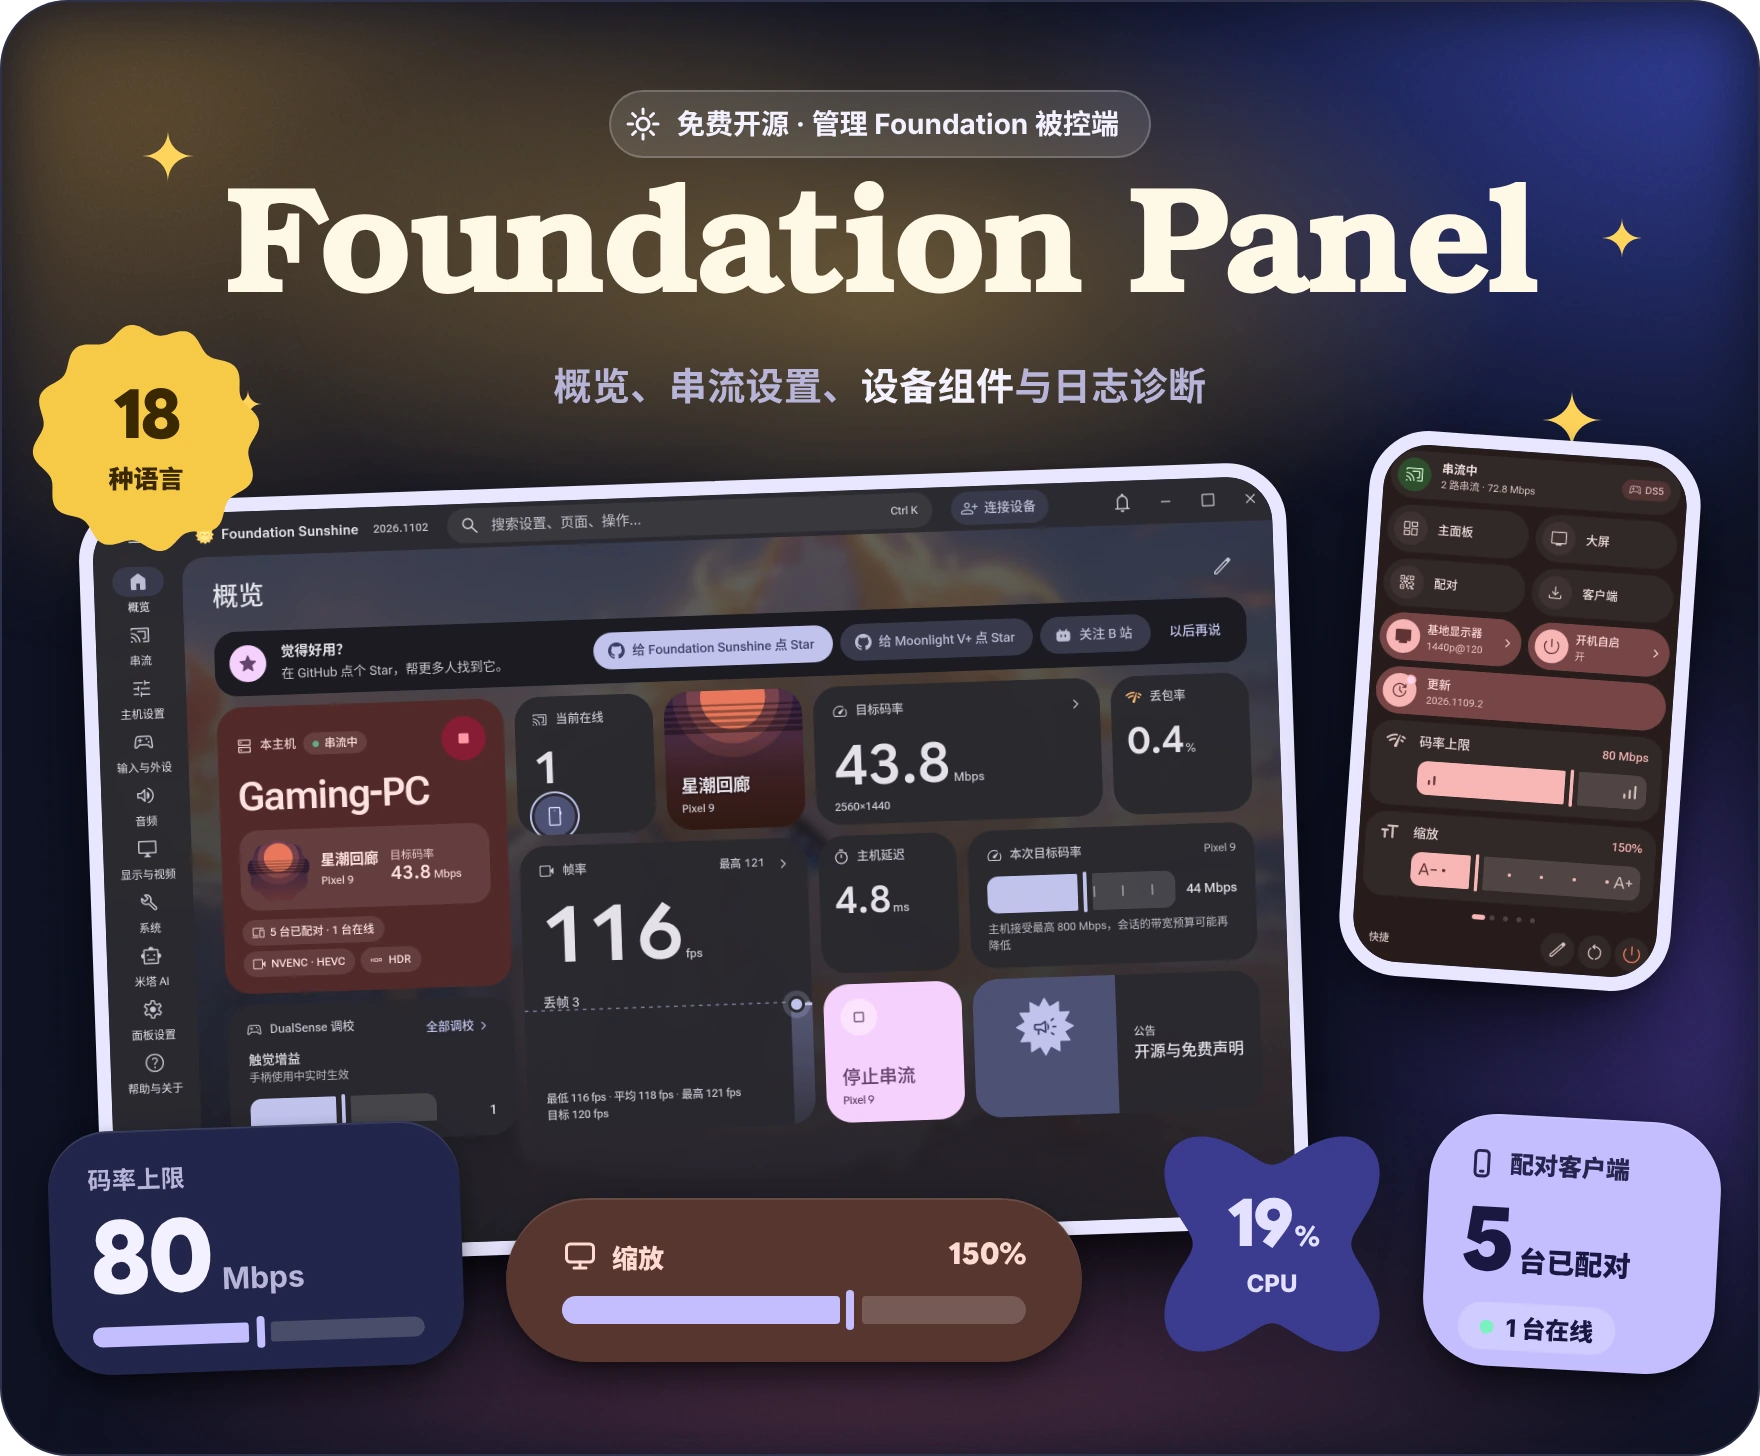 免费开源 · 管理 Foundation 被控端
Foundation Panel
概览、串流设置、设备组件与日志诊断
18
种语言
Foundation Sunshine 2026.1102
搜索设置、页面、操作...
Ctrl K
连接设备
概览
串流
主机设置
输入与外设
音频
显示与视频
系统
米塔 AI
面板设置
帮助与关于
概览
觉得好用？
在 GitHub 点个 Star，帮更多人找到它。
给 Foundation Sunshine 点 Star
给 Moonlight V+ 点 Star
关注 B 站
以后再说
本主机
串流中
Gaming-PC
星潮回廊
Pixel 9
目标码率
43.8 Mbps
5 台已配对 · 1 台在线
NVENC · HEVC
HDR HDR
DualSense 调校
全部调校
触觉增益
手柄使用中实时生效
1
当前在线
1
星潮回廊
Pixel 9
目标码率
43.8 Mbps
2560×1440
丢包率
0.4%
帧率
最高 121
116 fps
丢帧 3
最低 116 fps · 平均 118 fps · 最高 121 fps
目标 120 fps
主机延迟
4.8 ms
本次目标码率
Pixel 9
44 Mbps
主机接受最高 800 Mbps，会话的带宽预算可能再
降低
停止串流
Pixel 9
公告
开源与免费声明
串流中
2 路串流 · 72.8 Mbps
DS5
主面板
大屏
配对
客户端
基地显示器
1440p@120
开机自启
开
更新
2026.1109.2
码率上限
80 Mbps
TT 缩放
150%
A-
A+
快捷
码率上限
80 Mbps
缩放
150%
19%
CPU
配对客户端
5 台已配对
1 台在线